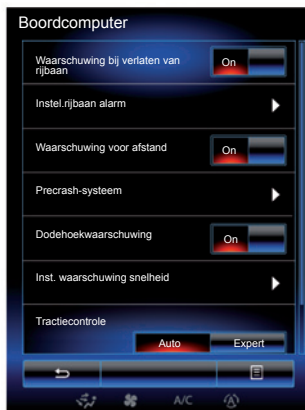 Boordcomputer
Waarschuwing bij verlaten van
rijbaan
On
Instel.rijbaan alarm
Waarschuwing voor afstand
On
Precrash-systeem
Dodehoekwaarschuwing
On
Inst. waarschuwing snelheid
Tractiecontrole
Auto
Expert
A/C